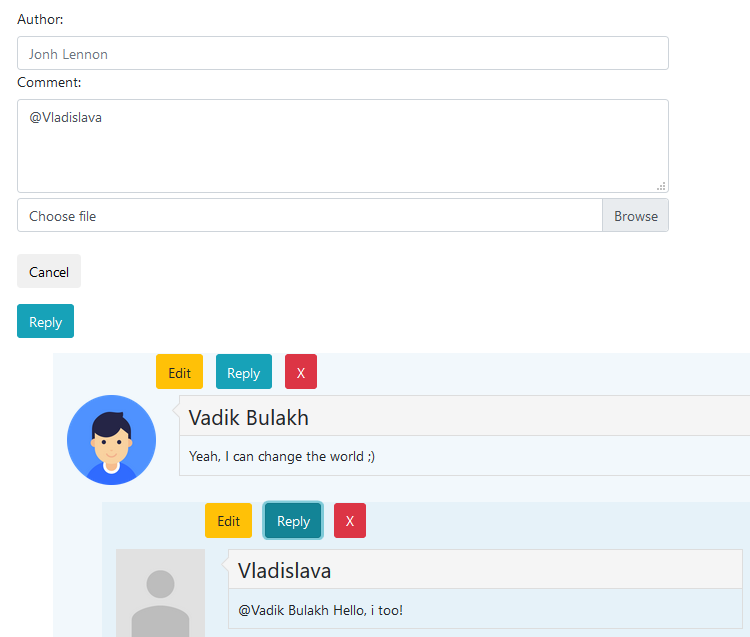 Author:
Jonh Lennon
Comment:
@Vladislava
Choose file Browse
Cancel
Reply
Edit Reply X
Vadik Bulakh
Yeah, I can change the world ;)
Edit Reply X
Vladislava
@Vadik Bulakh Hello, i too!